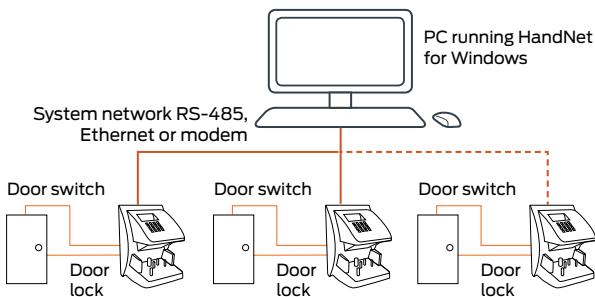 PC running HandNet
for Windows
System network RS-485,
Ethernet or modem
Door switch
Door switch
Door switch
Door
lock
Door
lock
Door
lock